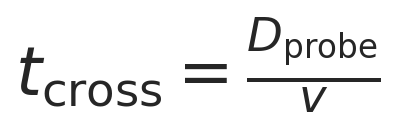 t_cross = D_probe / v